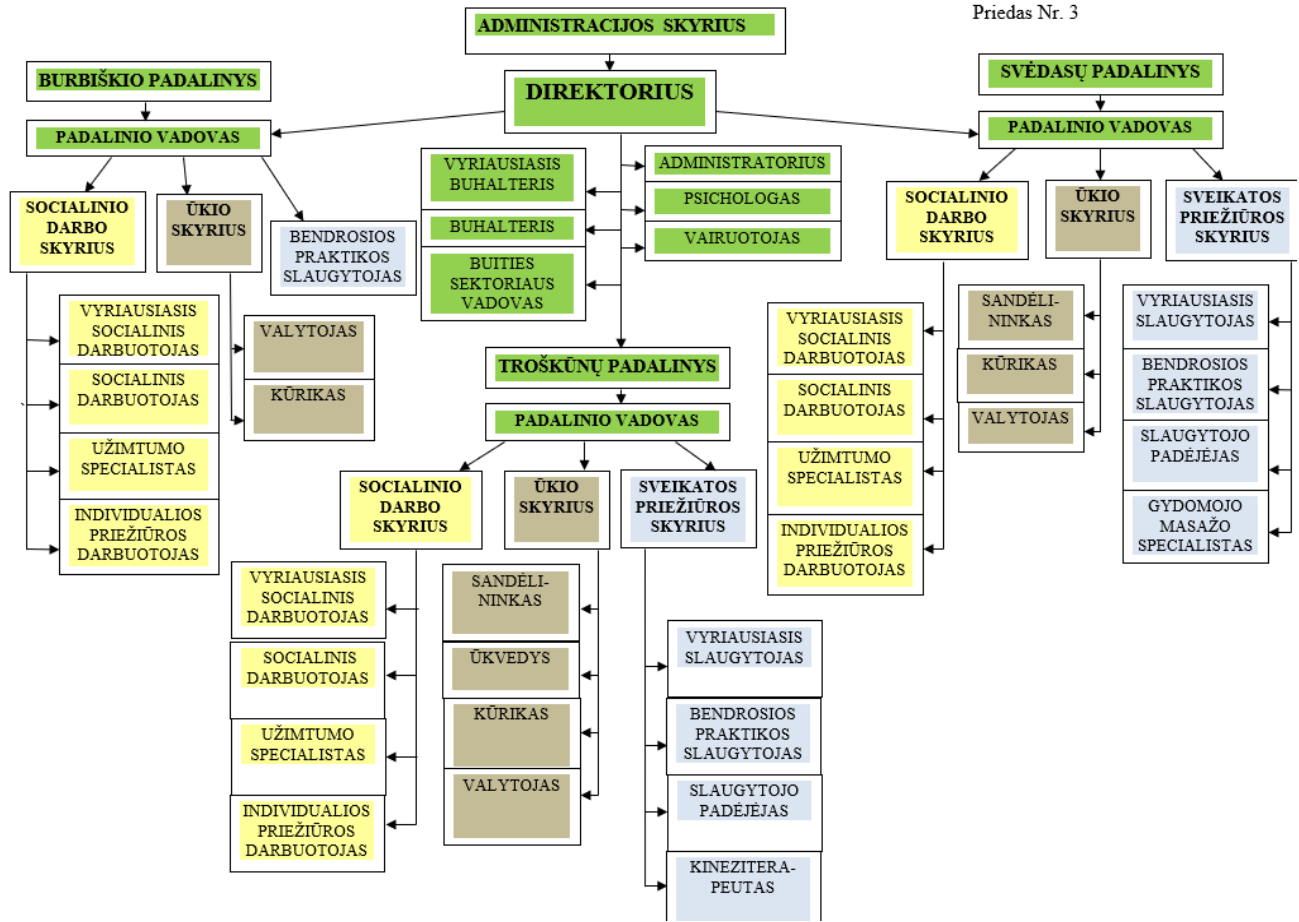 Priedas Nr. 3
ADMINISTRACIJOS SKYRIUS
DIREKTORIUS
BURBIŠKIO PADALINYS
PADALINIO VADOVAS
SOCIALINIO
DARBO
SKYRIUS
ŪKIO
SKYRIUS
BENDROSIOS
PRAKTIKOS
SLAUGYTOJAS
VYRIAUSIASIS
SOCIALINIS
DARBUOTOJAS
SOCIALINIS
DARBUOTOJAS
UŽIMTUMO
SPECIALISTAS
INDIVIDUALIOS
PRIEŽIŪROS
DARBUOTOJAS
VALYTOJAS
KŪRIKAS
VYRIAUSIASIS
BUHALTERIS
BUHALTERIS
BUITIES
SEKTORIAUS
VADOVAS
ADMINISTRATORIUS
PSICHOLOGAS
VAIRUOTOJAS
TROŠKŪNŲ PADALINYS
PADALINIO VADOVAS
SOCIALINIO
DARBO
SKYRIUS
ŪKIO
SKYRIUS
SVEIKATOS
PRIEŽIŪROS
SKYRIUS
VYRIAUSIASIS
SOCIALINIS
DARBUOTOJAS
SOCIALINIS
DARBUOTOJAS
UŽIMTUMO
SPECIALISTAS
INDIVIDUALIOS
PRIEŽIŪROS
DARBUOTOJAS
SANDĖLI-
NINKAS
ŪKVEDYS
KŪRIKAS
VALYTOJAS
VYRIAUSIASIS
SLAUGYTOJAS
BENDROSIOS
PRAKTIKOS
SLAUGYTOJAS
SLAUGYTOJO
PADĖJĖJAS
KINEZITERA-
PEUTAS
SVĖDASŲ PADALINYS
PADALINIO VADOVAS
SOCIALINIO
DARBO
SKYRIUS
ŪKIO
SKYRIUS
SVEIKATOS
PRIEŽIŪROS
SKYRIUS
VYRIAUSIASIS
SOCIALINIS
DARBUOTOJAS
SOCIALINIS
DARBUOTOJAS
UŽIMTUMO
SPECIALISTAS
INDIVIDUALIOS
PRIEŽIŪROS
DARBUOTOJAS
SANDĖLI-
NINKAS
KŪRIKAS
VALYTOJAS
VYRIAUSIASIS
SLAUGYTOJAS
BENDROSIOS
PRAKTIKOS
SLAUGYTOJAS
SLAUGYTOJO
PADĖJĖJAS
GYDOMOJO
MASAŽO
SPECIALISTAS